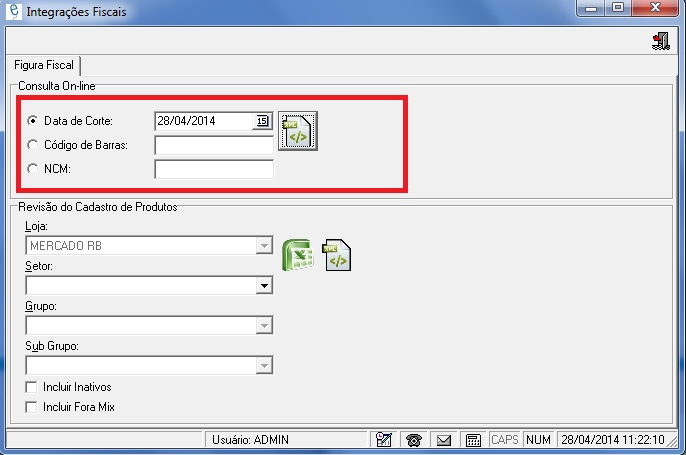 Integrações Fiscais
Figura Fiscal
Consulta On-line
Data de Corte: 28/04/2014 15
Código de Barras:
NCM:
Revisão do Cadastro de Produtos
Loja:
MERCADO RB
Setor:
Grupo:
Sub Grupo:
Incluir Inativos
Incluir Fora Mix
Usuário: ADMIN CAPS NUM 28/04/2014 11:22:10